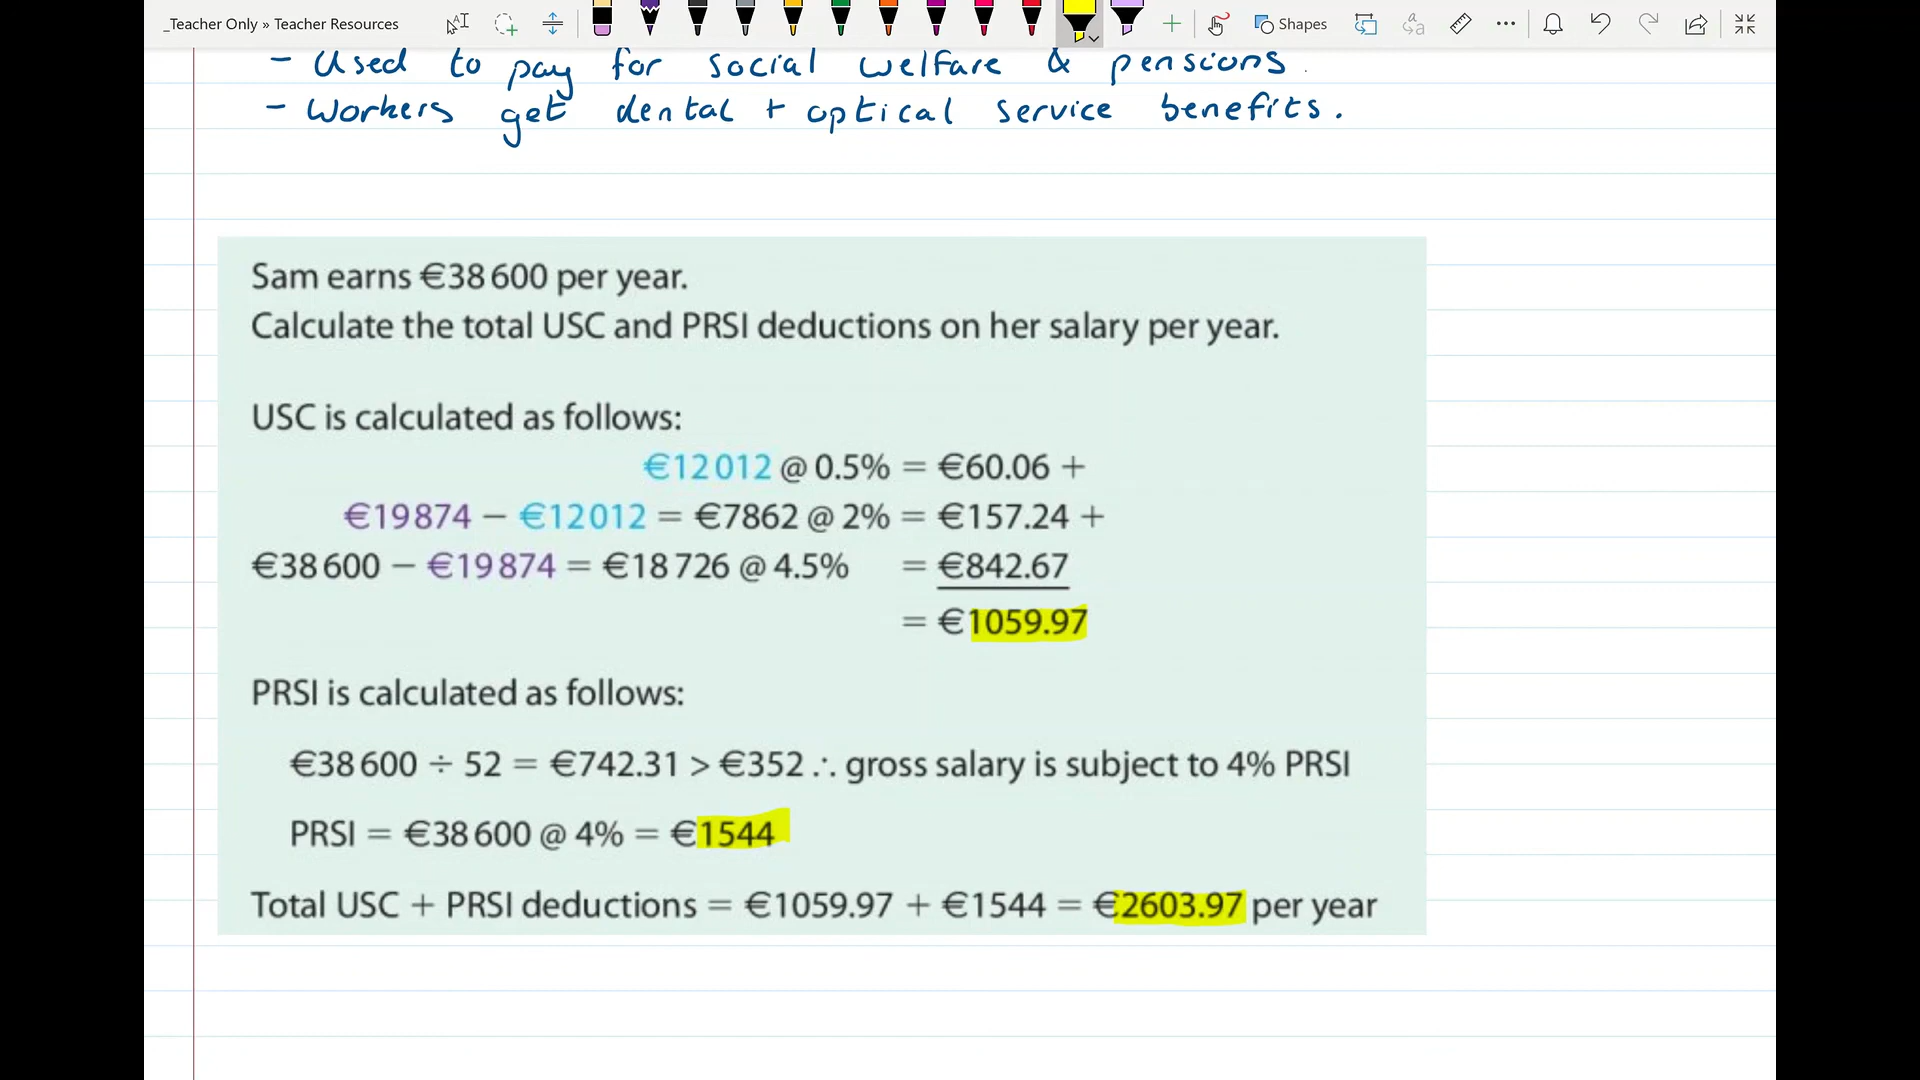 _Teacher Only » Teacher Resources
Shapes
- Used to pay for social welfare & pensions.
- Workers get dental + optical service benefits.
Sam earns €38 600 per year.
Calculate the total USC and PRSI deductions on her salary per year.
USC is calculated as follows:
€12 012 @ 0.5% = €60.06 +
€19 874 − €12 012 = €7862 @ 2% = €157.24 +
€38 600 − €19 874 = €18 726 @ 4.5% = €842.67
= €1059.97
PRSI is calculated as follows:
€38 600 ÷ 52 = €742.31 > €352 ∴ gross salary is subject to 4% PRSI
PRSI = €38 600 @ 4% = €1544
Total USC + PRSI deductions = €1059.97 + €1544 = €2603.97 per year